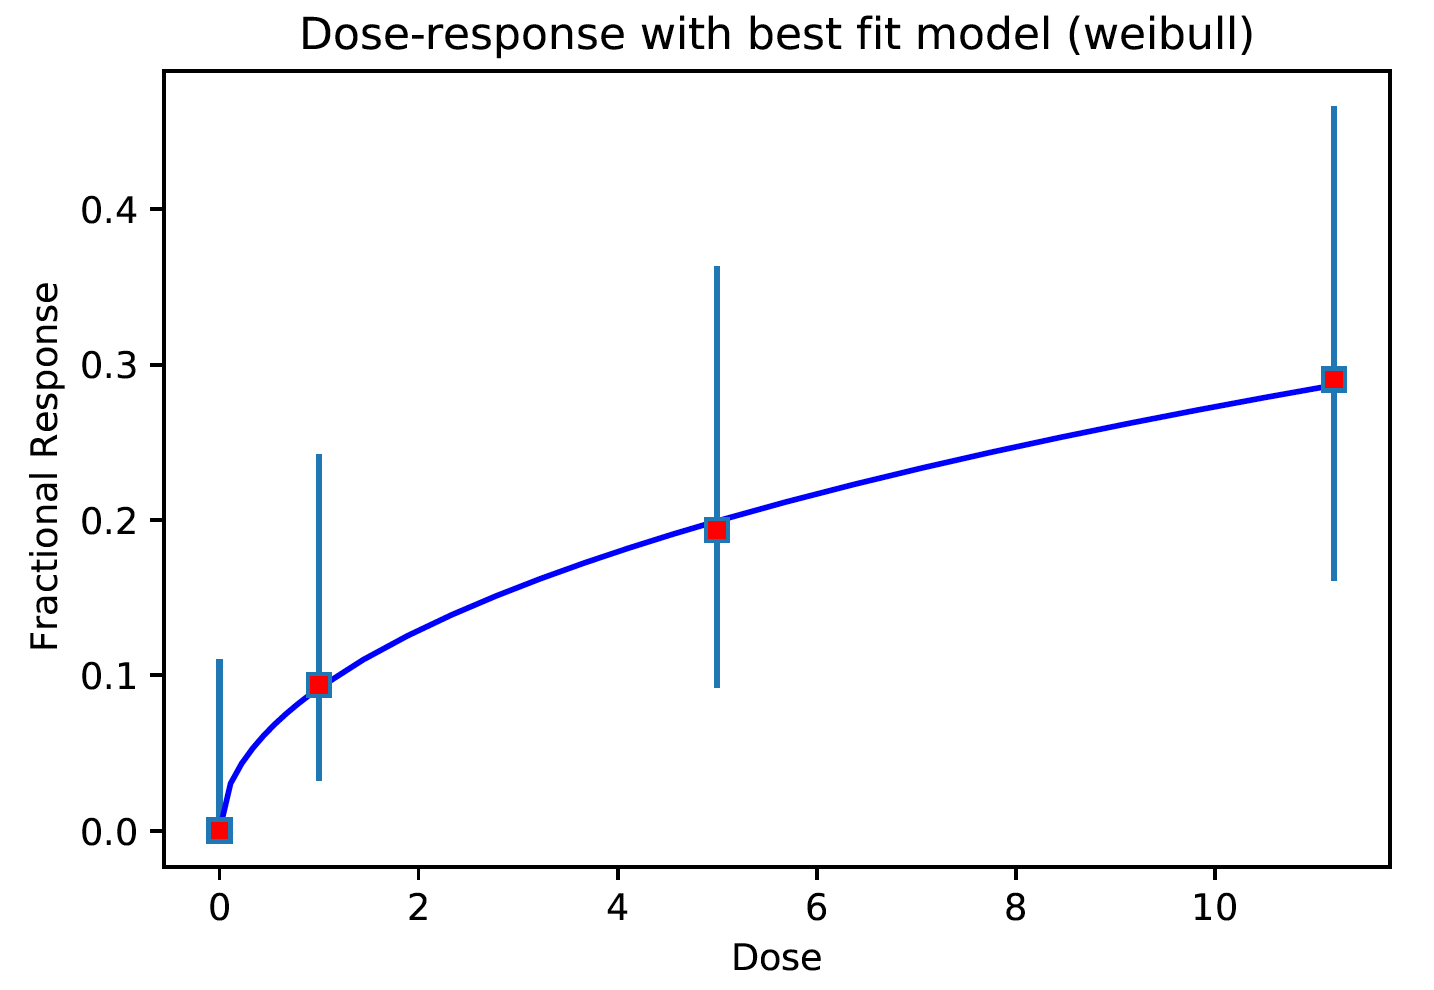 Dose-response with best fit model (weibull)
Fractional Response
0.4
0.3
0.2
0.1
0.0
0 2 4 6 8 10
Dose